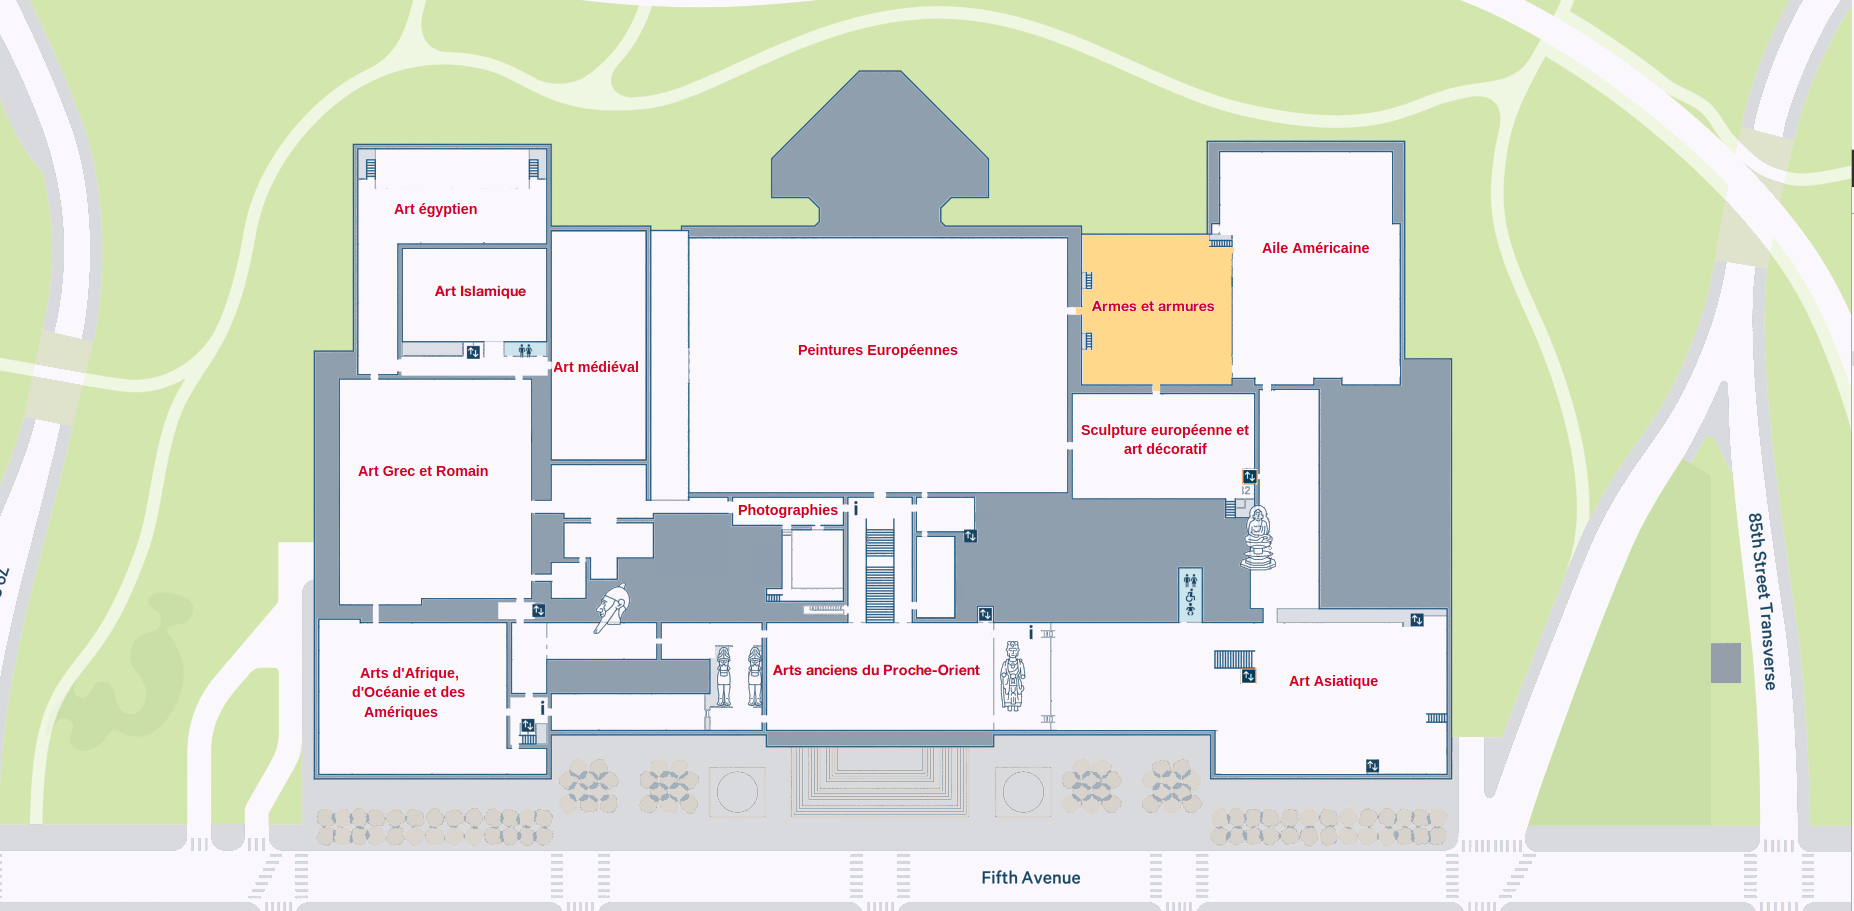 Art égyptien
Aile Américaine
Art Islamique
Armes et armures
Peintures Européennes
Art médiéval
Sculpture européenne et
art décoratif
Art Grec et Romain
Photographies
i
85th Street Transverse
i
Arts d'Afrique,
d'Océanie et des
Amériques
Arts anciens du Proche-Orient
Art Asiatique
i
Fifth Avenue